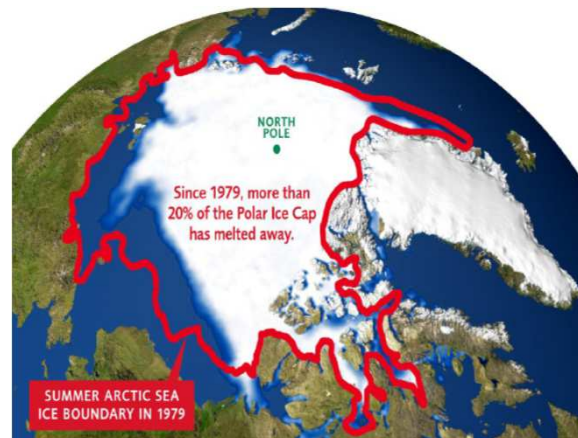 NORTH
POLE
Since 1979, more than
20% of the Polar Ice Cap
has melted away.
SUMMER ARCTIC SEA
ICE BOUNDARY IN 1979